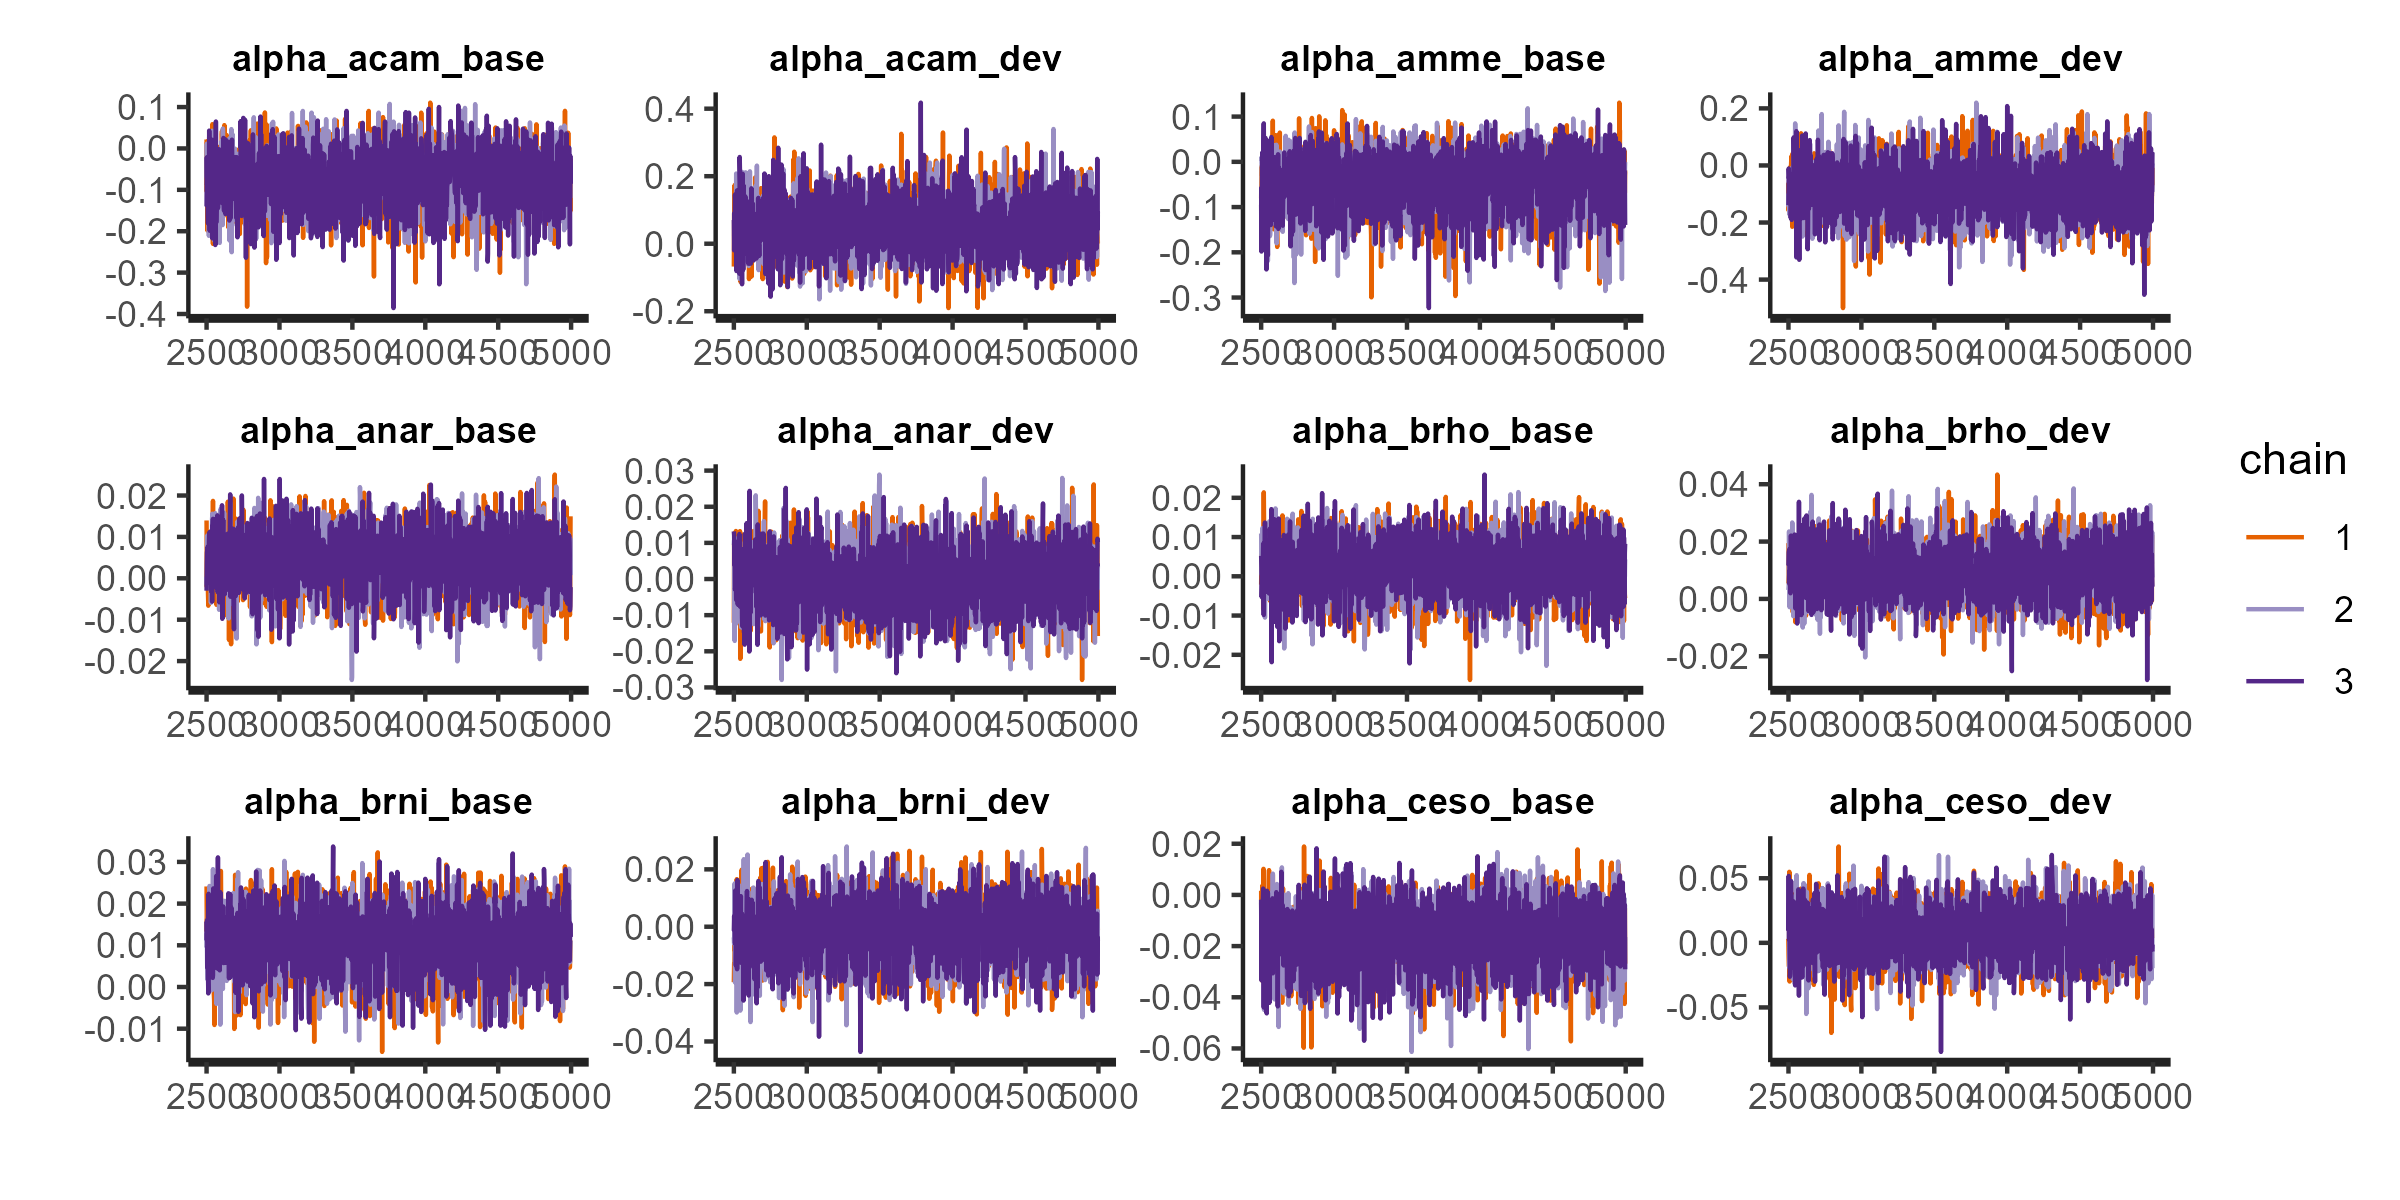 alpha_acam_base
alpha_acam_dev
alpha_amme_base
alpha_amme_dev
0.1
0.0
-0.1
-0.2
-0.3
-0.4
0.4
0.2
0.0
-0.2
0.1
0.0
-0.1
-0.2
-0.3
0.2
0.0
-0.2
-0.4
2500 3000 3500 4000 4500 5000
2500 3000 3500 4000 4500 5000
2500 3000 3500 4000 4500 5000
2500 3000 3500 4000 4500 5000
alpha_anar_base
alpha_anar_dev
alpha_brho_base
alpha_brho_dev
0.02
0.01
0.00
-0.01
-0.02
0.03
0.02
0.01
0.00
-0.01
-0.02
-0.03
0.02
0.01
0.00
-0.01
-0.02
0.04
0.02
0.00
-0.02
2500 3000 3500 4000 4500 5000
2500 3000 3500 4000 4500 5000
2500 3000 3500 4000 4500 5000
2500 3000 3500 4000 4500 5000
alpha_brni_base
alpha_brni_dev
alpha_ceso_base
alpha_ceso_dev
0.03
0.02
0.01
0.00
-0.01
0.02
0.00
-0.02
-0.04
0.02
0.00
-0.02
-0.04
-0.06
0.05
0.00
-0.05
2500 3000 3500 4000 4500 5000
2500 3000 3500 4000 4500 5000
2500 3000 3500 4000 4500 5000
2500 3000 3500 4000 4500 5000
chain
1
2
3